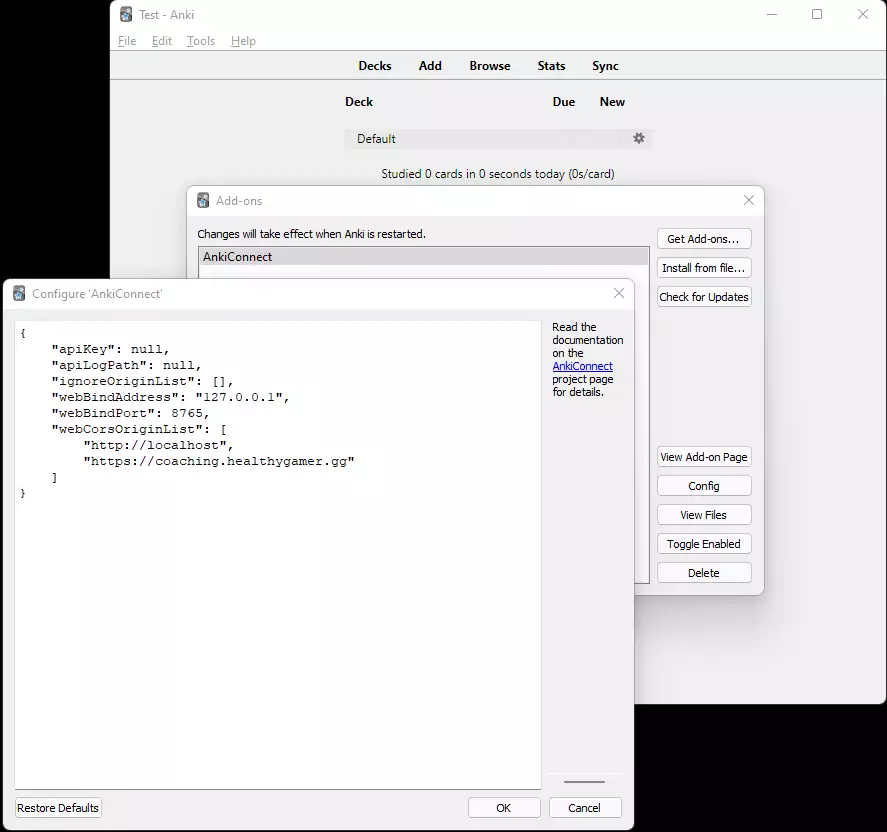 Test - Anki
File Edit Tools Help
Decks Add Browse Stats Sync
Deck Due New
Default
Studied 0 cards in 0 seconds today (0s/card)
Add-ons
Changes will take effect when Anki is restarted.
AnkiConnect
Get Add-ons...
Install from file...
Check for Updates
View Add-on Page
Config
View Files
Toggle Enabled
Delete
Configure 'AnkiConnect'
{
    "apiKey": null,
    "apiLogPath": null,
    "ignoreOriginList": [],
    "webBindAddress": "127.0.0.1",
    "webBindPort": 8765,
    "webCorsOriginList": [
        "http://localhost",
        "https://coaching.healthygamer.gg"
    ]
}
Read the
documentation
on the
AnkiConnect
project page
for details.
Restore Defaults
OK
Cancel